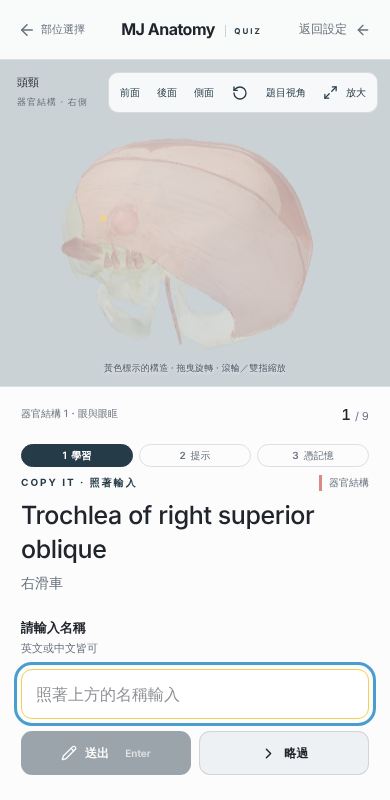 部位選擇
MJ Anatomy
QUIZ
返回設定
頭頸
器官結構 · 右側
前面
後面
側面
題目視角
放大
黃色標示的構造 · 拖曳旋轉 · 滾輪／雙指縮放
器官結構 1 · 眼與眼眶
1 / 9
1 學習
2 提示
3 憑記憶
COPY IT · 照著輸入
器官結構
Trochlea of right superior
oblique
右滑車
請輸入名稱
英文或中文皆可
照著上方的名稱輸入
送出 Enter
略過